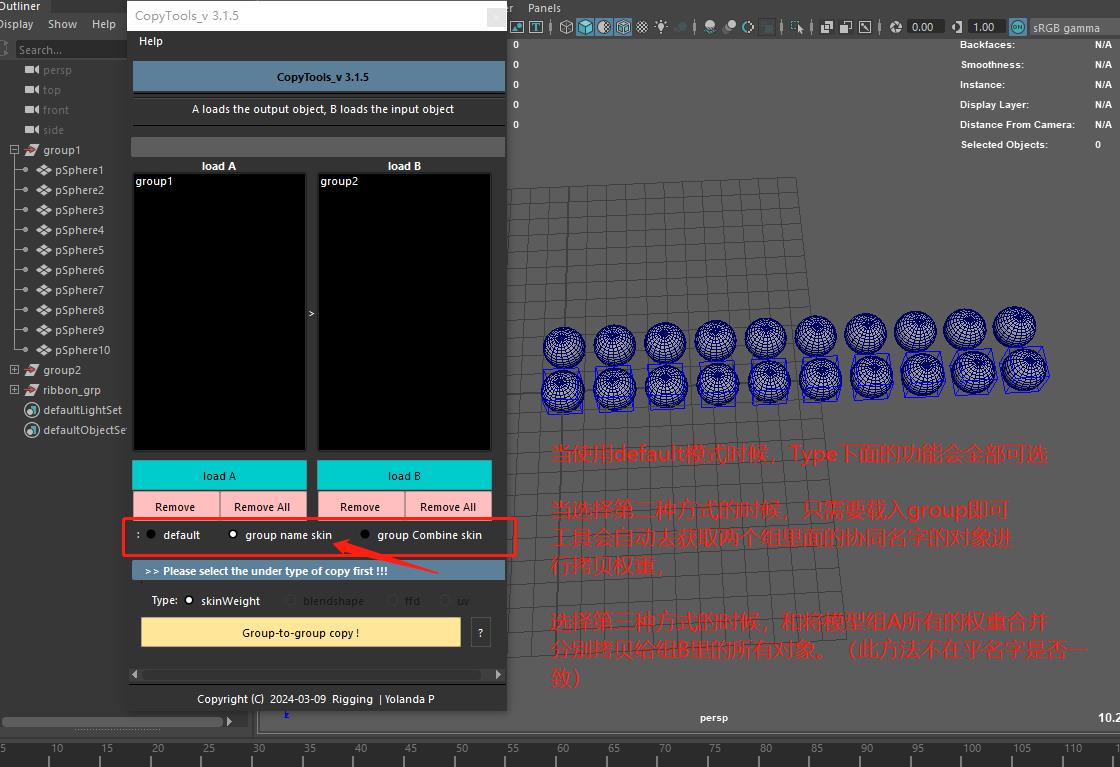 Outliner
Display Show Help
Search...
persp
top
front
side
group1
pSphere1
pSphere2
pSphere3
pSphere4
pSphere5
pSphere6
pSphere7
pSphere8
pSphere9
pSphere10
group2
ribbon_grp
defaultLightSet
defaultObjectSe
CopyTools_v 3.1.5
Help
CopyTools_v 3.1.5
A loads the output object, B loads the input object
load A load B
group1 group2
>
load A load B
Remove Remove All Remove Remove All
: default group name skin group Combine skin
>> Please select the under type of copy first !!!
Type: skinWeight blendshape ffd uv
Group-to-group copy ! ?
Copyright (C) 2024-03-09 Rigging | Yolanda P
er Panels
0.00 1.00 ON sRGB gamma
0 Backfaces: N/A
0 Smoothness: N/A
0 Instance: N/A
0 Display Layer: N/A
0 Distance From Camera: N/A
Selected Objects: 0
当使用default模式时候，Type下面的功能会全部可选
当选择第二种方式的时候，只需要载入group即可
工具会自动去获取两个组里面的协同名字的对象进
行拷贝权重，
选择第三种方式的时候，和将模型组A所有的权重合并
分别拷贝给组B里的所有对象。（此方法不在乎名字是否一
致）
persp
10.2
5 10 15 20 25 30 35 40 45 50 55 60 65 70 75 80 85 90 95 100 105 110 1